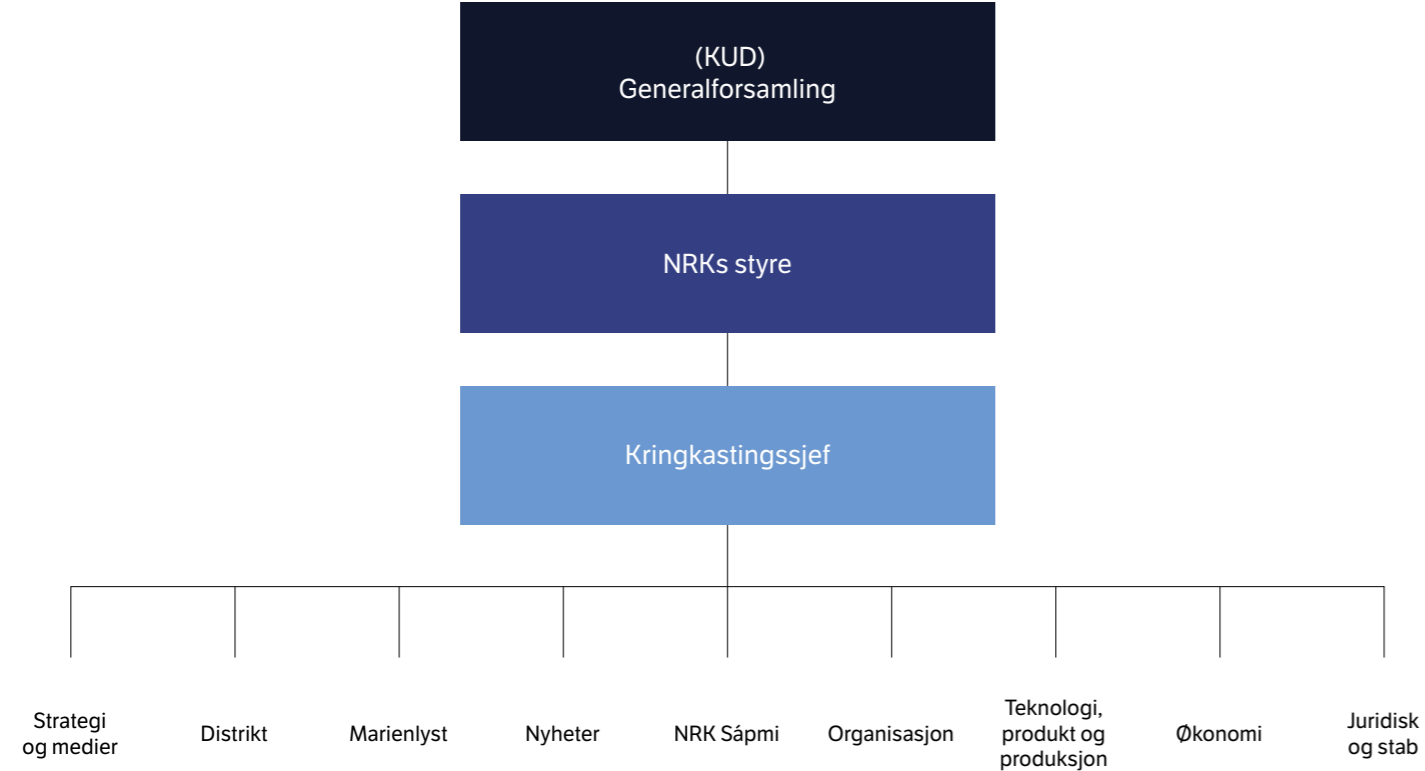 (KUD)
Generalforsamling
NRKs styre
Kringkastingssjef
Strategi
og medier
Distrikt
Marienlyst
Nyheter
NRK Sápmi
Organisasjon
Teknologi,
produkt og
produksjon
Økonomi
Juridisk
og stab